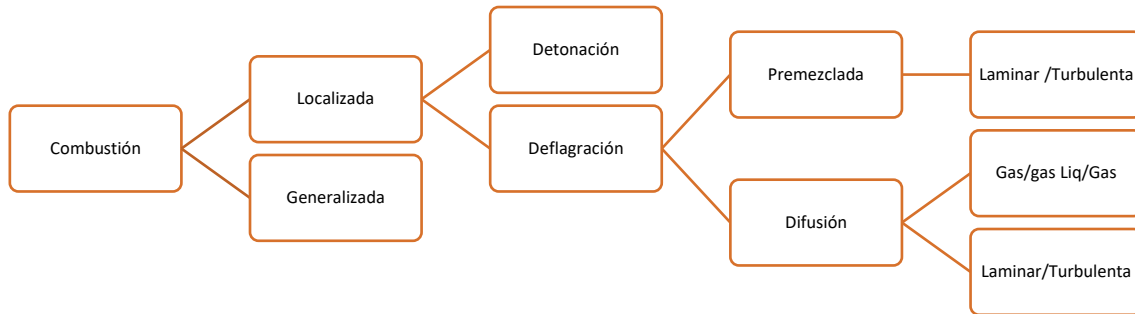 Combustión
Localizada
Generalizada
Detonación
Deflagración
Premezclada
Difusión
Laminar /Turbulenta
Gas/gas Liq/Gas
Laminar/Turbulenta